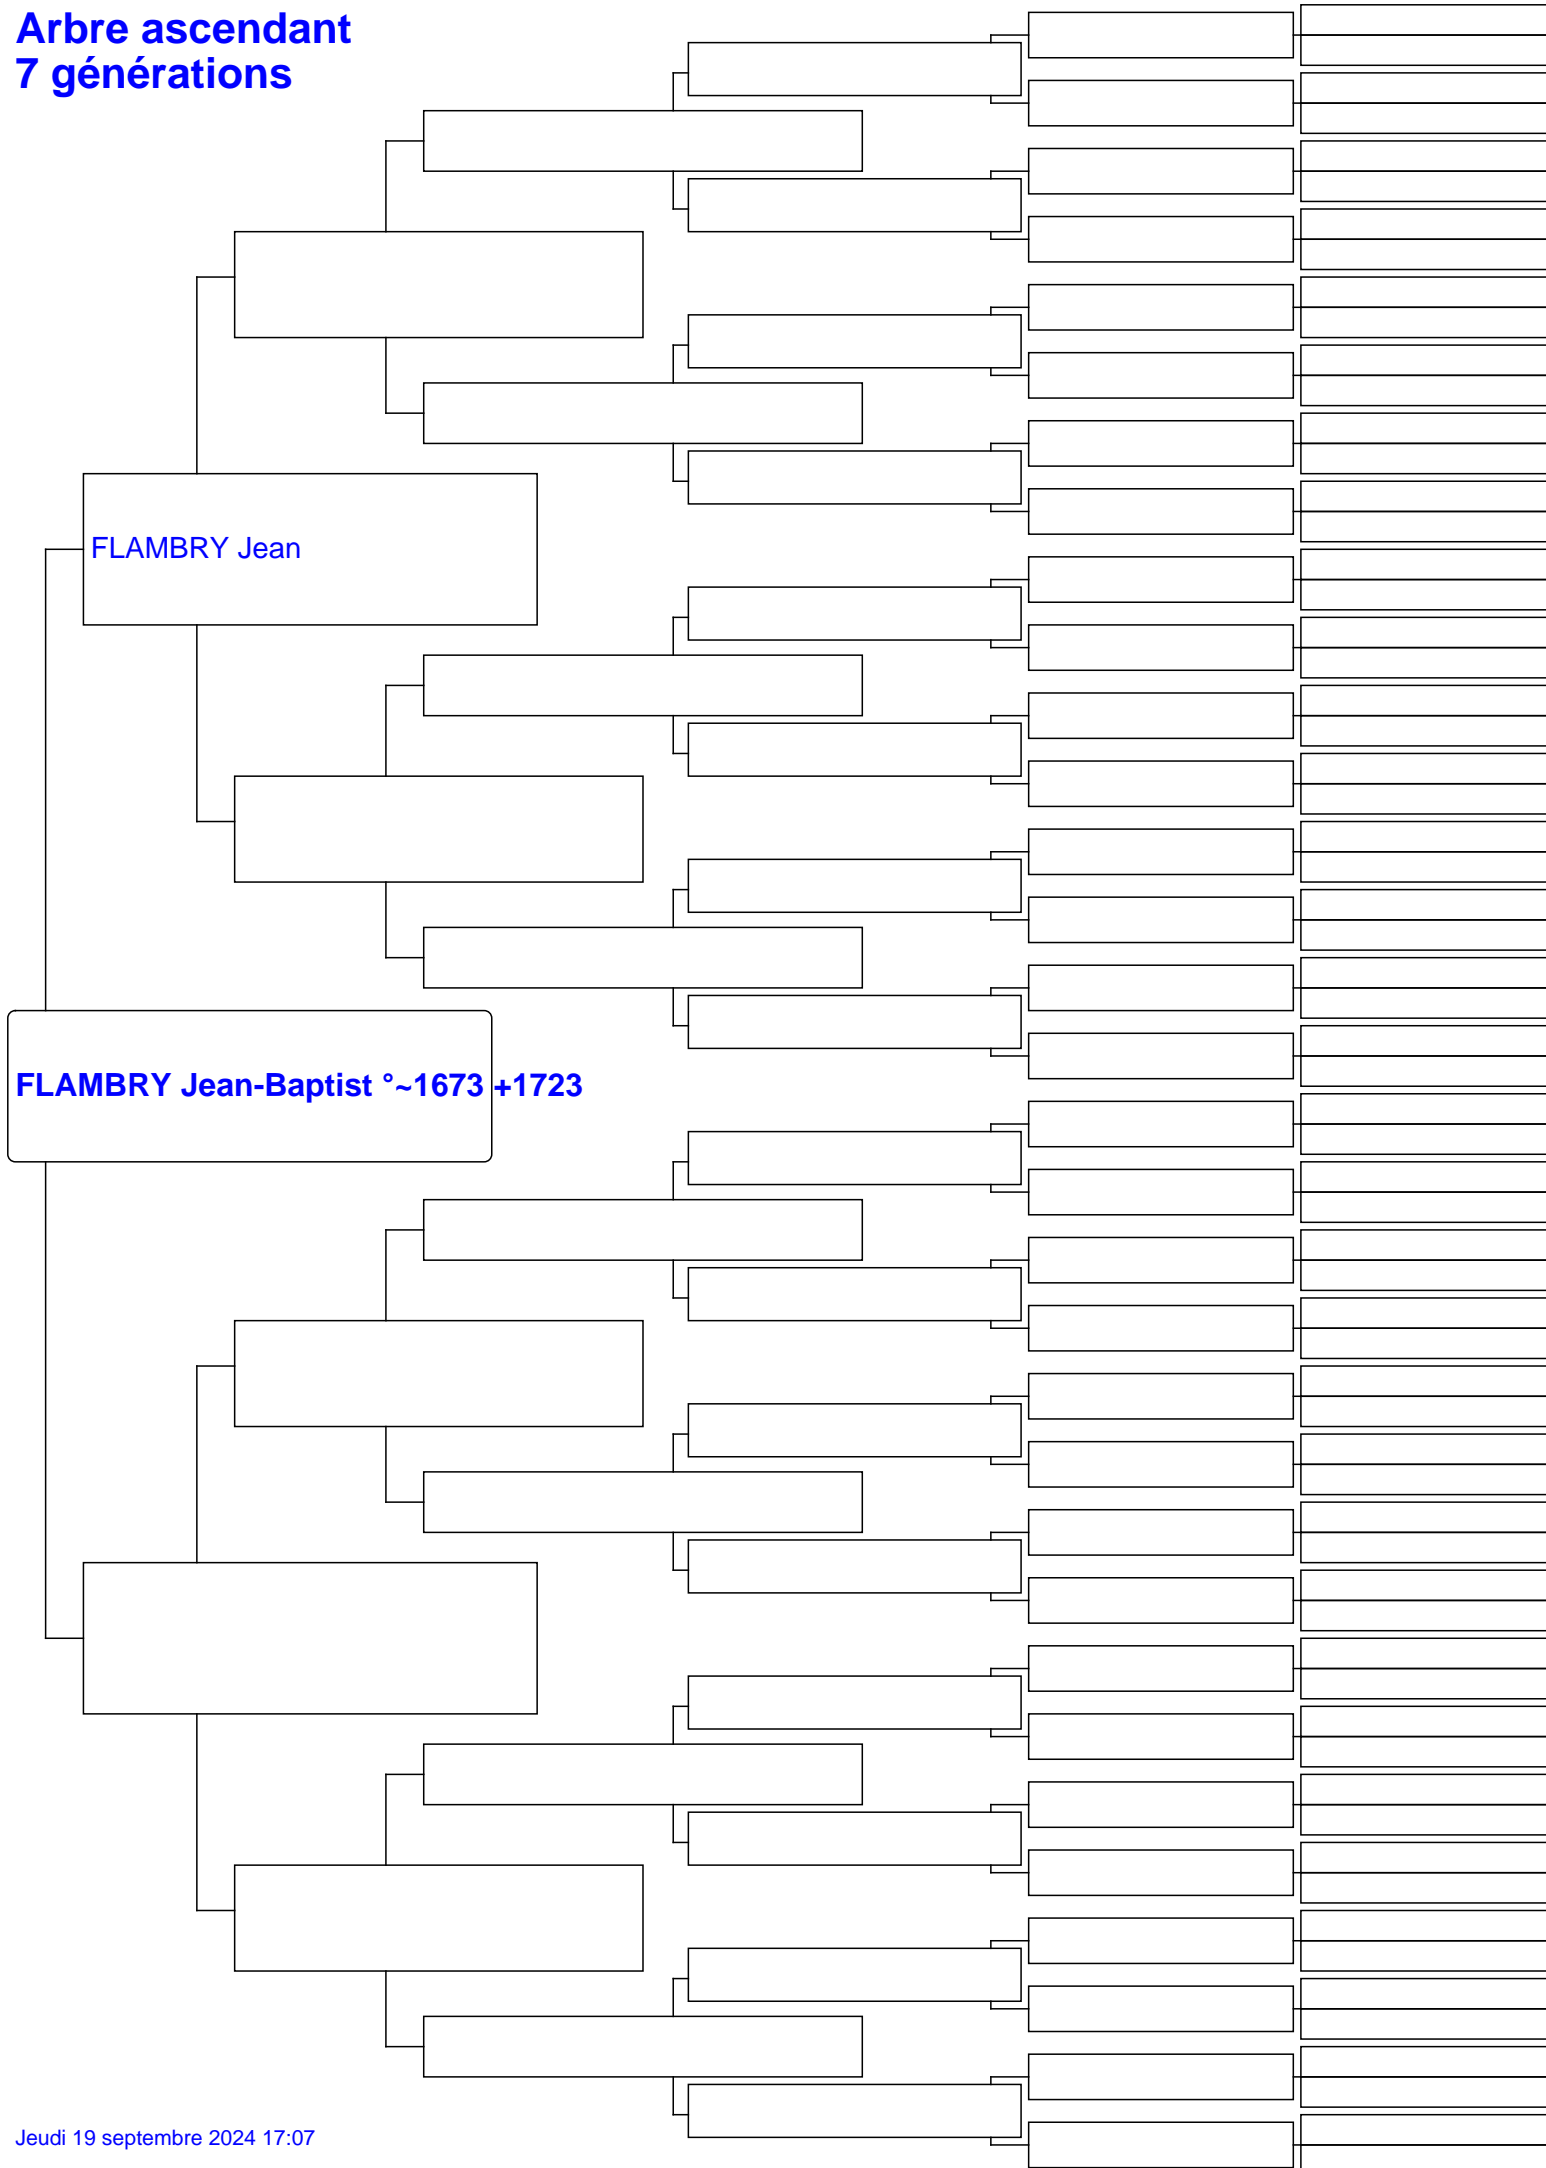 Arbre ascendant
7 générations
FLAMBRY Jean
FLAMBRY Jean-Baptist °~1673 +1723
Jeudi 19 septembre 2024 17:07